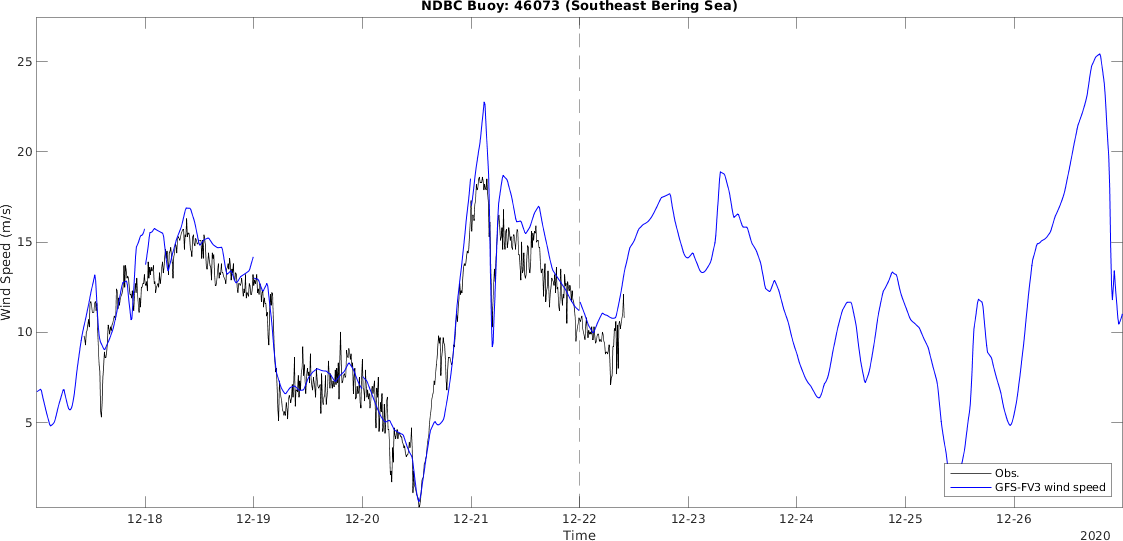 NDBC Buoy: 46073 (Southeast Bering Sea)
25
20
15
10
5
Wind Speed (m/s)
Obs.
GFS-FV3 wind speed
12-18 12-19 12-20 12-21 12-22 12-23 12-24 12-25 12-26
Time
2020